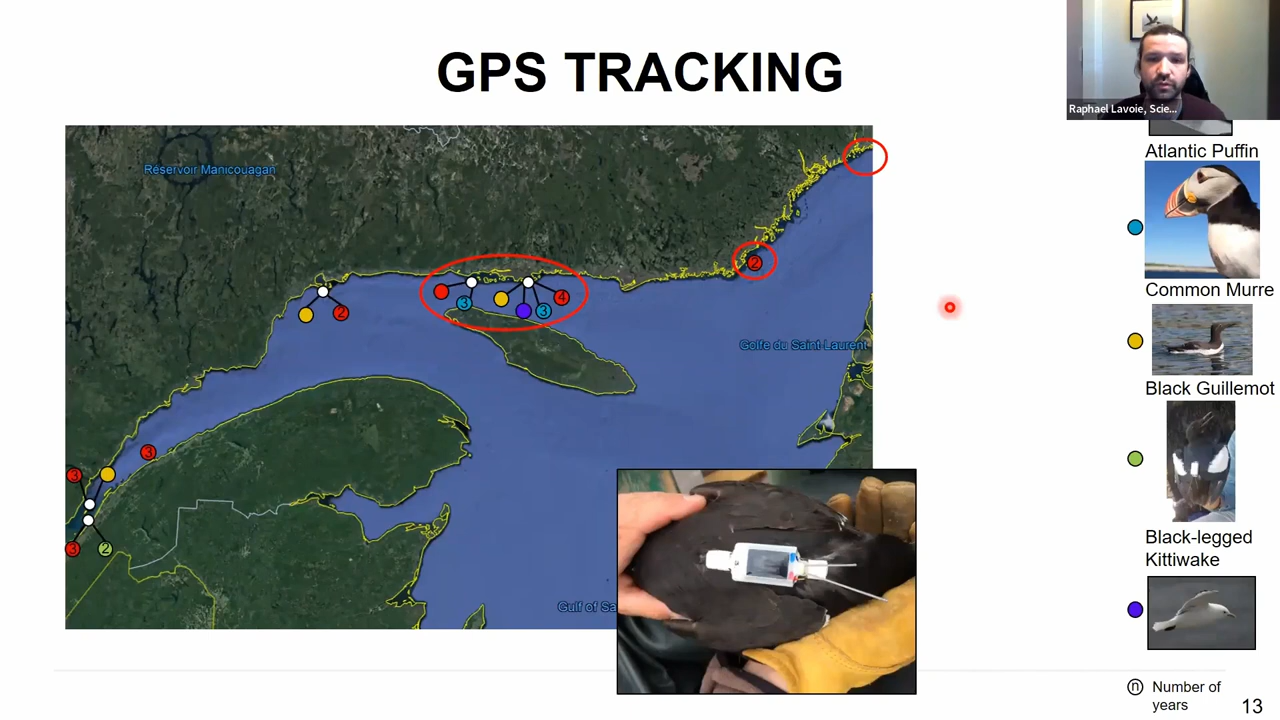 GPS TRACKING
Raphael Lavoie, Scie...
Réservoir Manicouagan
Atlantic Puffin
2
3
4
3
3
2
Common Murre
Golfe du Saint-Laurent
Black Guillemot
3
3
3
2
Black-legged
Kittiwake
Gulf of Sa
n Number of
years
13